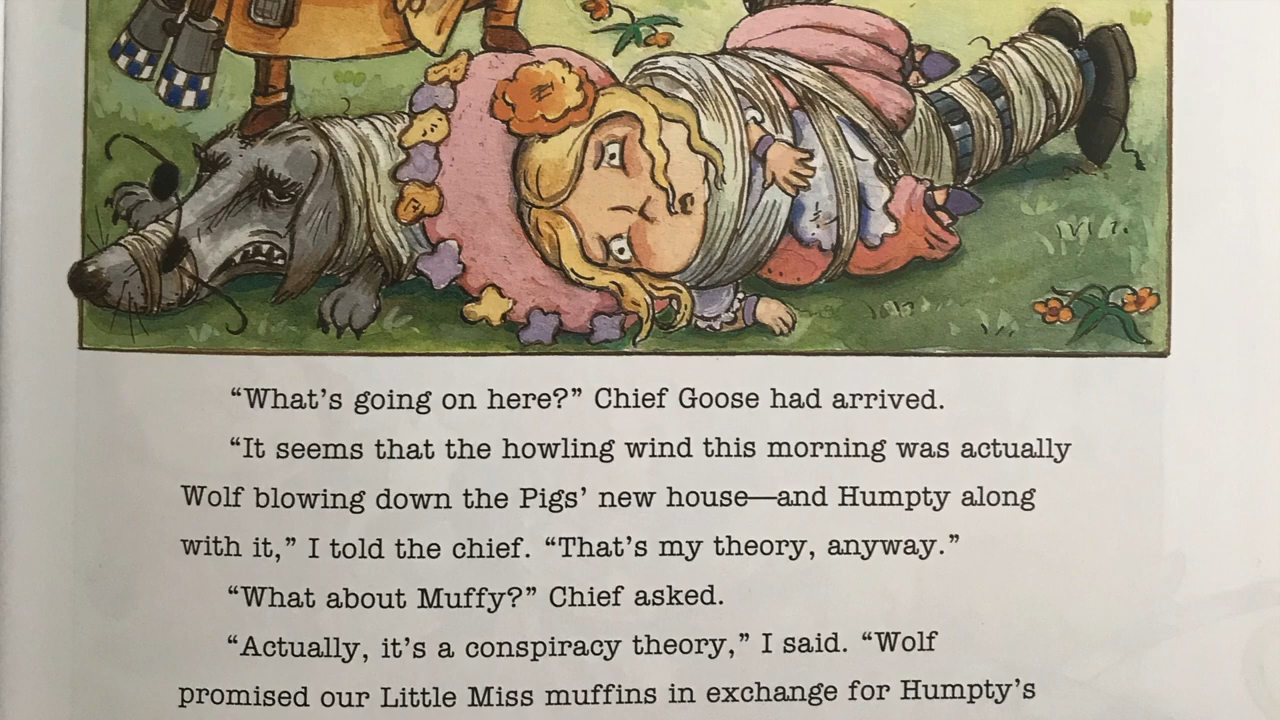 “What’s going on here?” Chief Goose had arrived.
“It seems that the howling wind this morning was actually
Wolf blowing down the Pigs’ new house—and Humpty along
with it,” I told the chief. “That’s my theory, anyway.”
“What about Muffy?” Chief asked.
“Actually, it’s a conspiracy theory,” I said. “Wolf
promised our Little Miss muffins in exchange for Humpty’s